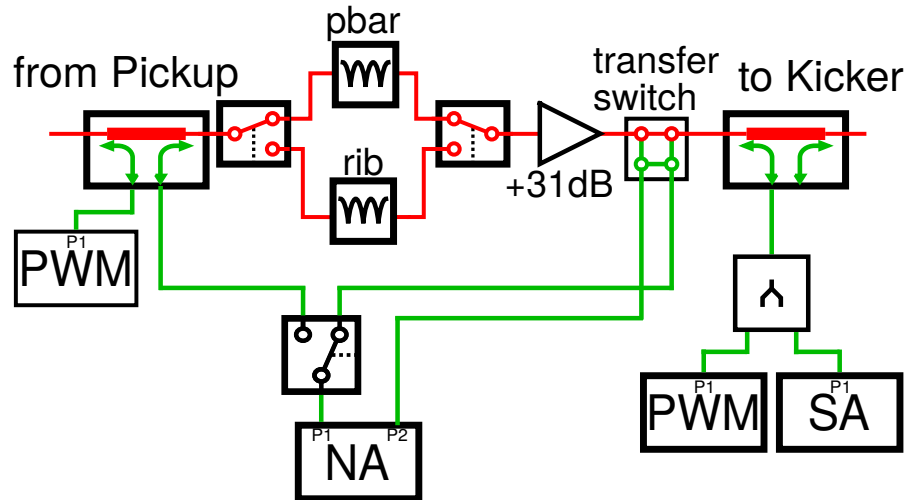 pbar
from Pickup
transfer
switch
to Kicker
rib
+31dB
P1
PWM
P1
PWM
P1
SA
P1
P2
NA